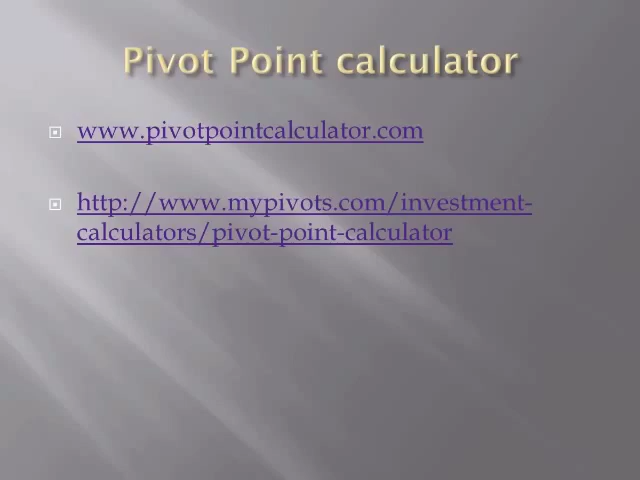 Pivot Point calculator
www.pivotpointcalculator.com
http://www.mypivots.com/investment-
calculators/pivot-point-calculator